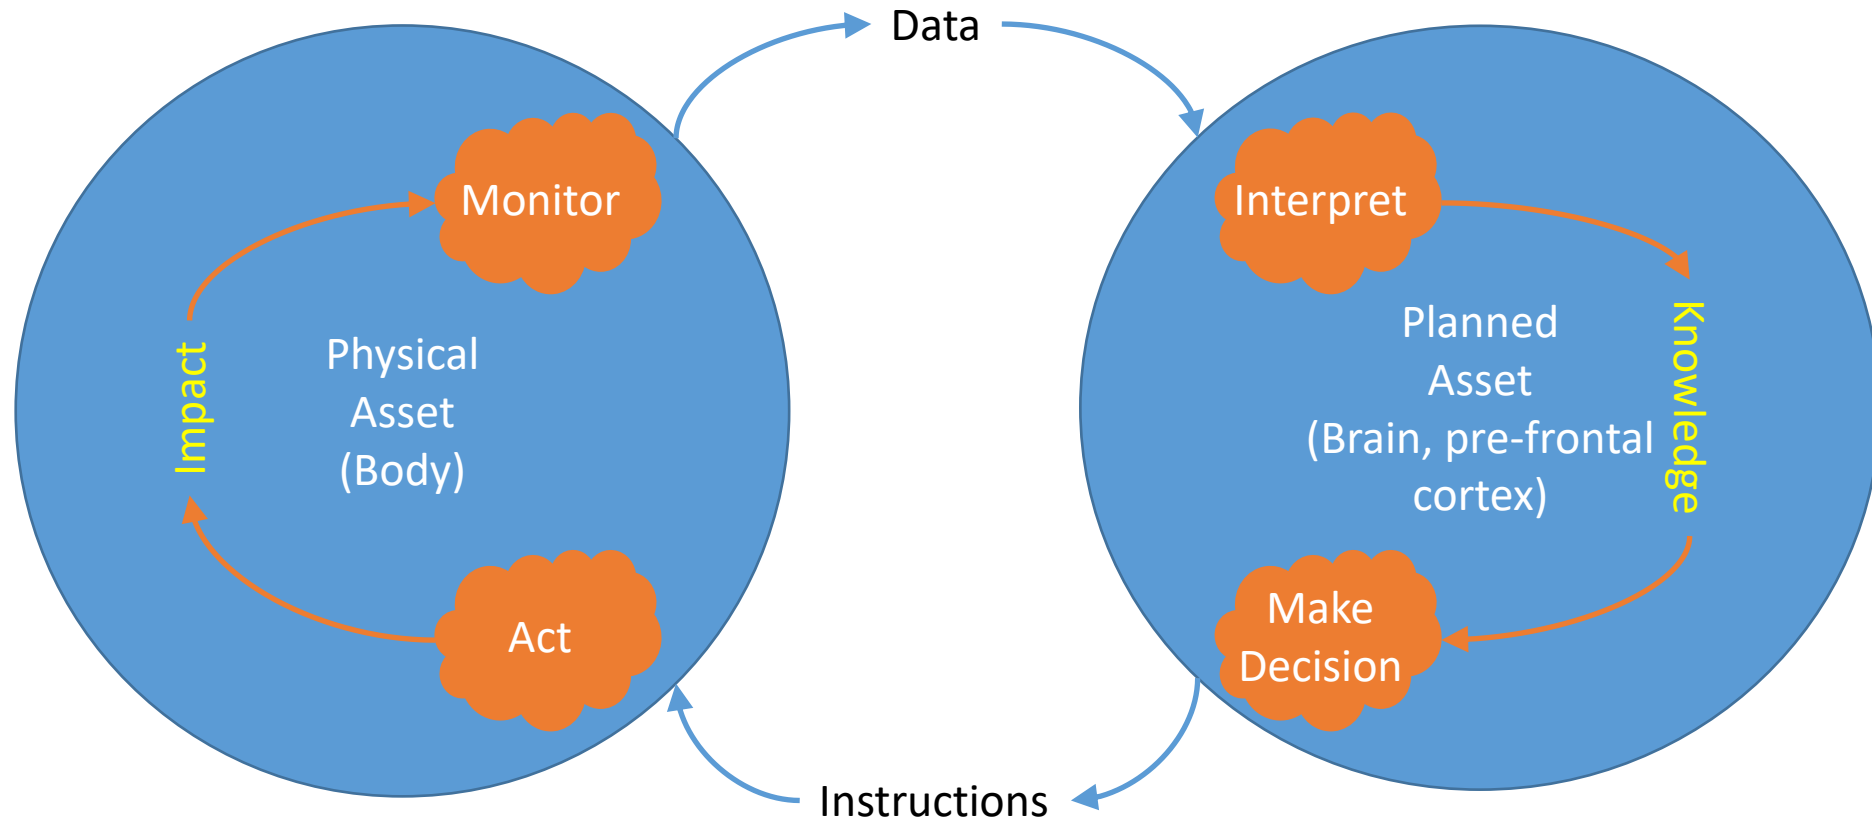 Data
Monitor
Interpret
Impact
Physical
Asset
(Body)
Planned
Asset
(Brain, pre-frontal
cortex)
Knowledge
Act
Make
Decision
Instructions